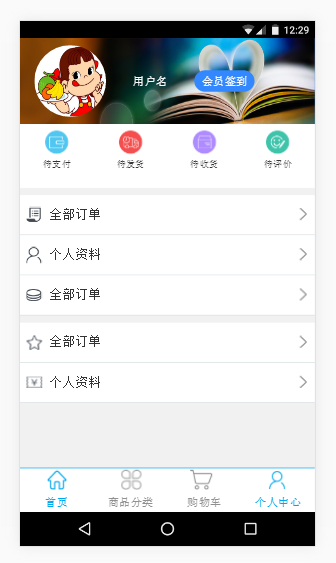 12:29
用户名 会员签到
待支付 待发货 待收货 待评价
全部订单
个人资料
全部订单
全部订单
个人资料
首页 商品分类 购物车 个人中心